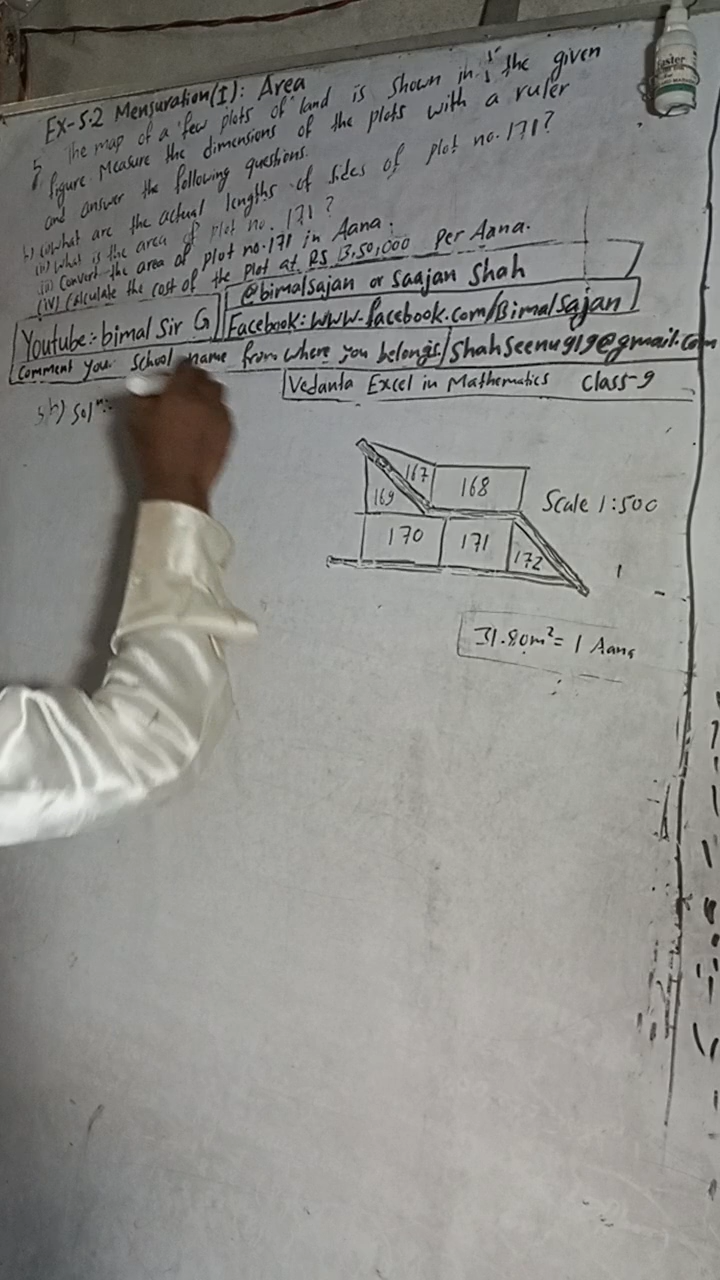 Ex-5.2 Mensuration(I): Area
5. The map of a few plots of land is shown in the given
figure Measure the dimensions of the plots with a ruler
and answer the following questions.
b) (i) What are the actual lengths of sides of plot no. 171?
(ii) What is the area of plot no. 171?
(iii) Convert the area of plot no. 171 in Aana.
(iv) Calculate the cost of the plot at RS 13,50,000 per Aana.
@bimalsajan or Saajan Shah
Youtube:- bimal Sir G
Facebook: www.facebook.com/Bimalsajan
Comment your School name from where you belongs/ShahSeenu919@gmail.com
Vedanta Excel in Mathematics Class-9
5.b) Solⁿ:-
167
168
169
Scale 1:500
170
171
172
31.80m²= 1 Aana